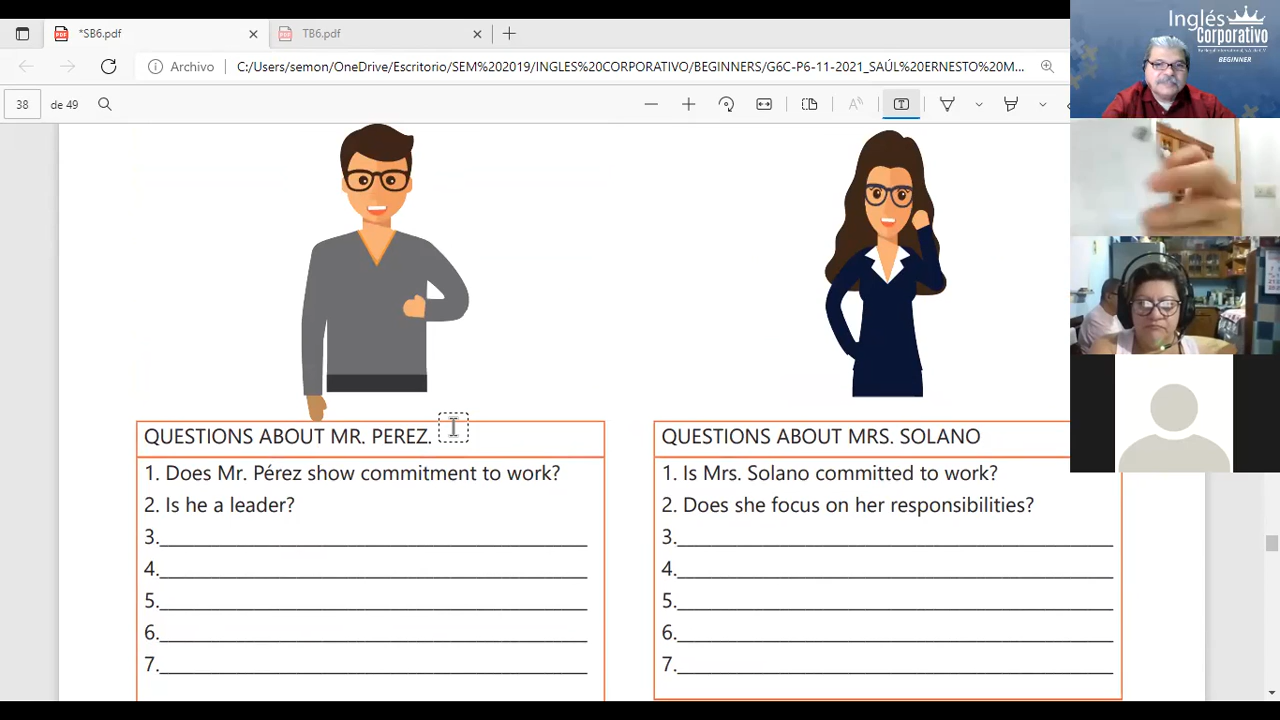 *SB6.pdf
TB6.pdf
Archivo
C:/Users/semon/OneDrive/Escritorio/SEM%2019/INGLES%20CORPORATIVO/BEGINNERS/G6C-P6-11-2021_SAÚL%20ERNESTO%20M...
38
de 49
Inglés
Corporativo
BEGINNER
QUESTIONS ABOUT MR. PEREZ.
1. Does Mr. Pérez show commitment to work?
2. Is he a leader?
3.
4.
5.
6.
7.
QUESTIONS ABOUT MRS. SOLANO
1. Is Mrs. Solano committed to work?
2. Does she focus on her responsibilities?
3.
4.
5.
6.
7.